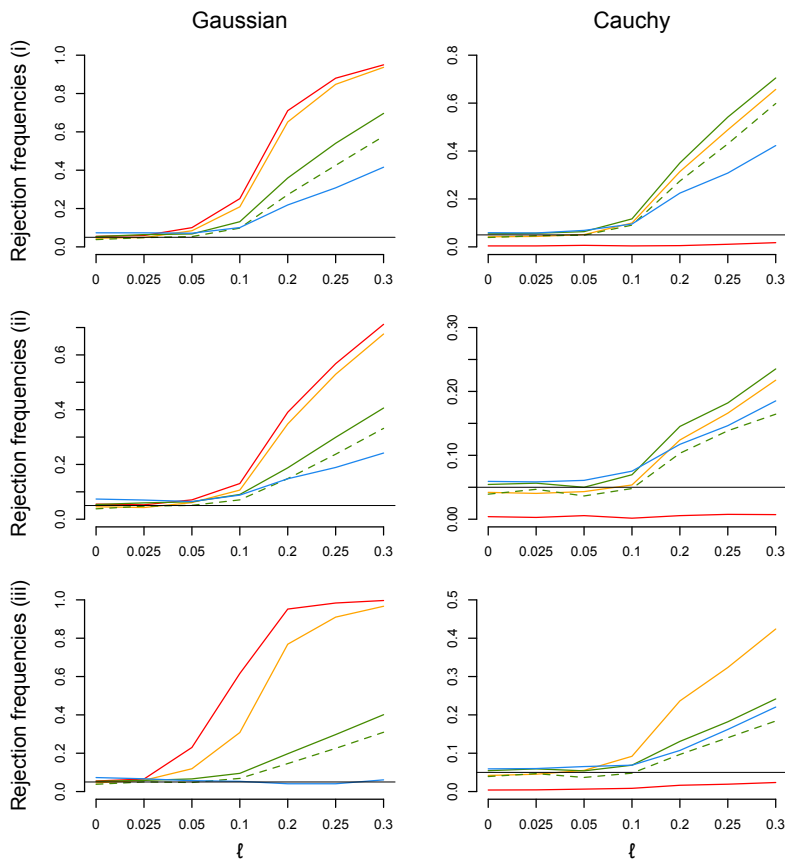 Gaussian
Cauchy
Rejection frequencies (i)
0.0 0.2 0.4 0.6 0.8 1.0
0 0.025 0.05 0.1 0.2 0.25 0.3
0.0 0.2 0.4 0.6 0.8
0 0.025 0.05 0.1 0.2 0.25 0.3
Rejection frequencies (ii)
0.0 0.2 0.4 0.6
0 0.025 0.05 0.1 0.2 0.25 0.3
0.00 0.10 0.20 0.30
0 0.025 0.05 0.1 0.2 0.25 0.3
Rejection frequencies (iii)
0.0 0.2 0.4 0.6 0.8 1.0
0 0.025 0.05 0.1 0.2 0.25 0.3
ℓ
0.0 0.1 0.2 0.3 0.4 0.5
0 0.025 0.05 0.1 0.2 0.25 0.3
ℓ